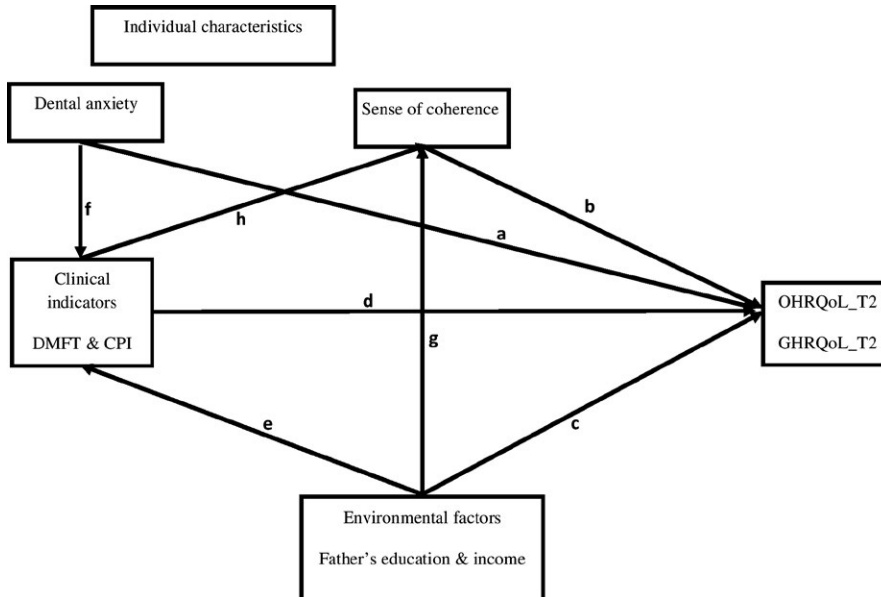 Individual characteristics
Dental anxiety
Sense of coherence
f
h
a
b
Clinical
indicators
DMFT & CPI
d
g
OHRQoL_T2
GHRQoL_T2
e
c
Environmental factors
Father's education & income